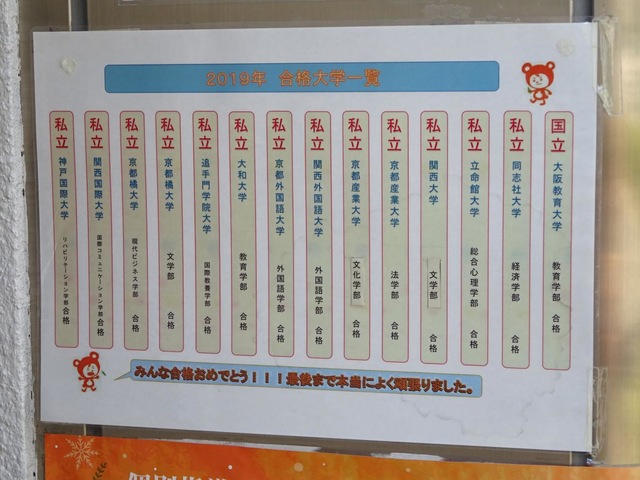 2019年 合格大学一覧
国立 大阪教育大学 教育学部 合格
私立 同志社大学 経済学部 合格
私立 立命館大学 総合心理学部 合格
私立 関西大学 文学部 合格
私立 京都産業大学 法学部 合格
私立 京都産業大学 文化学部 合格
私立 関西外国語大学 外国語学部 合格
私立 京都外国語大学 外国語学部 合格
私立 大和大学 教育学部 合格
私立 追手門学院大学 国際教養学部 合格
私立 京都橘大学 文学部 合格
私立 京都橘大学 現代ビジネス学部 合格
私立 関西国際大学 国際コミュニケーション学部 合格
私立 神戸国際大学 リハビリテーション学部 合格
みんな合格おめでとう！！！最後まで本当によく頑張りました。